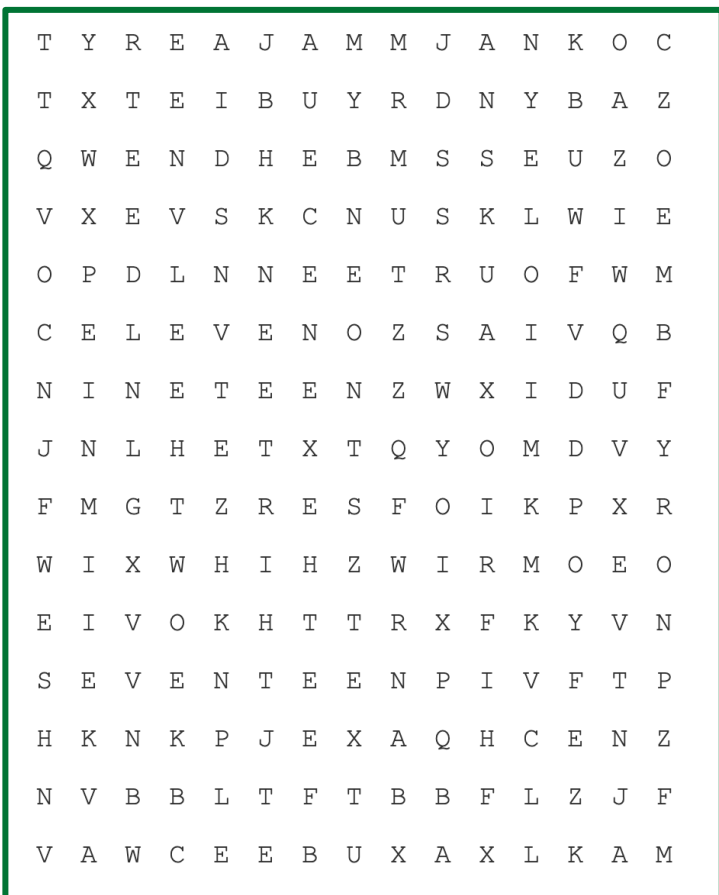 T Y R E A J A M M J A N K O C
T X T E I B U Y R D N Y B A Z
Q W E N D H E B M S S E U Z O
V X E V S K C N U S K L W I E
O P D L N N E E T R U O F W M
C E L E V E N O Z S A I V Q B
N I N E T E E N Z W X I D U F
J N L H E T X T Q Y O M D V Y
F M G T Z R E S F O I K P X R
W I X W H I H Z W I R M O E O
E I V O K H T T R X F K Y V N
S E V E N T E E N P I V F T P
H K N K P J E X A Q H C E N Z
N V B B L T F T B B F L Z J F
V A W C E E B U X A X L K A M